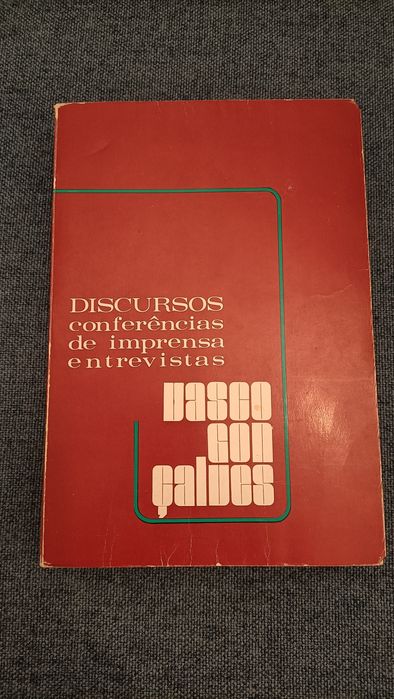 DISCURSOS
conferências
de imprensa
entrevistas
vasco
gon
çalves